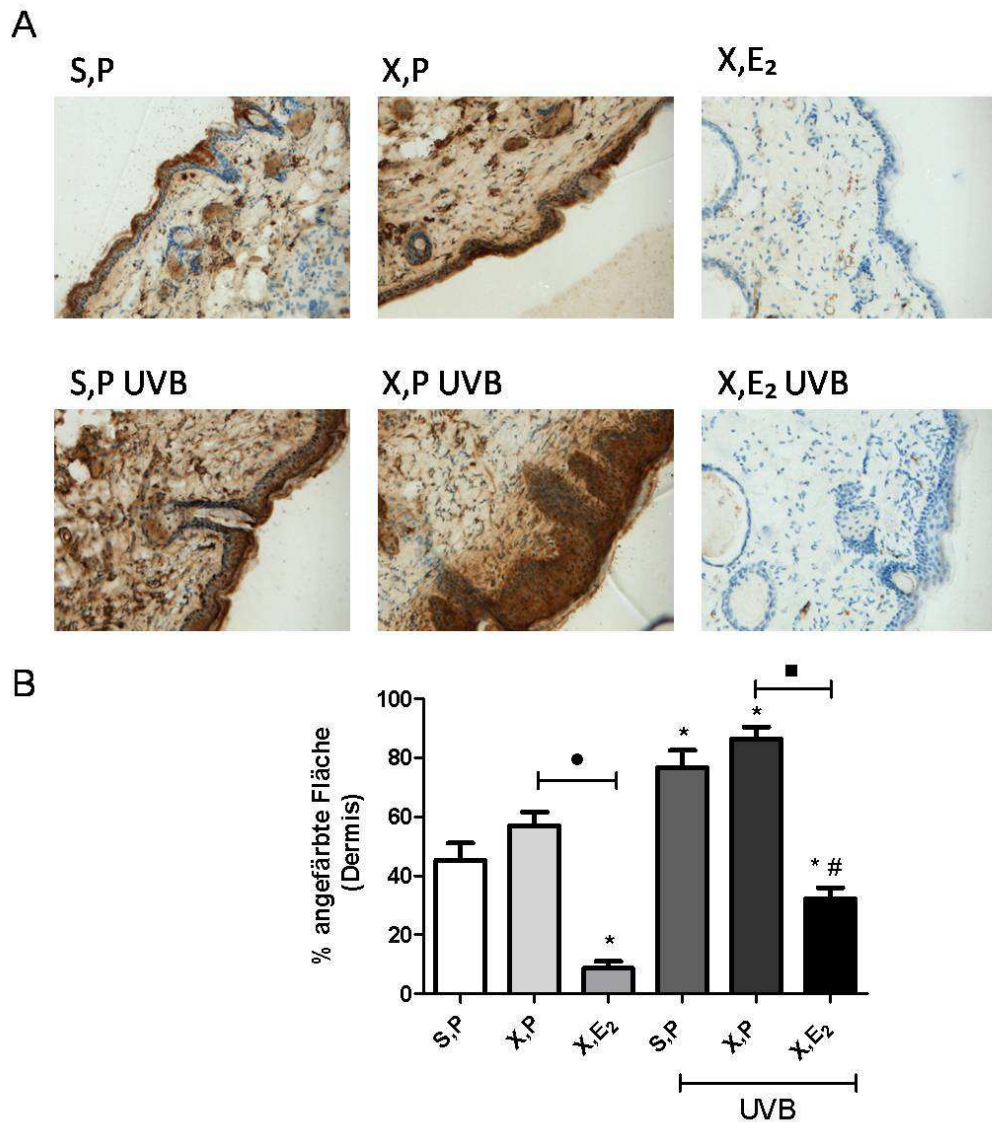 A
S,P
X,P
X,E₂
S,P UVB
X,P UVB
X,E₂ UVB
B
% angefärbte Fläche
(Dermis)
100
80
60
40
20
0
●
■
*
*
*
* #
S,P
X,P
X,E₂
S,P
X,P
X,E₂
UVB